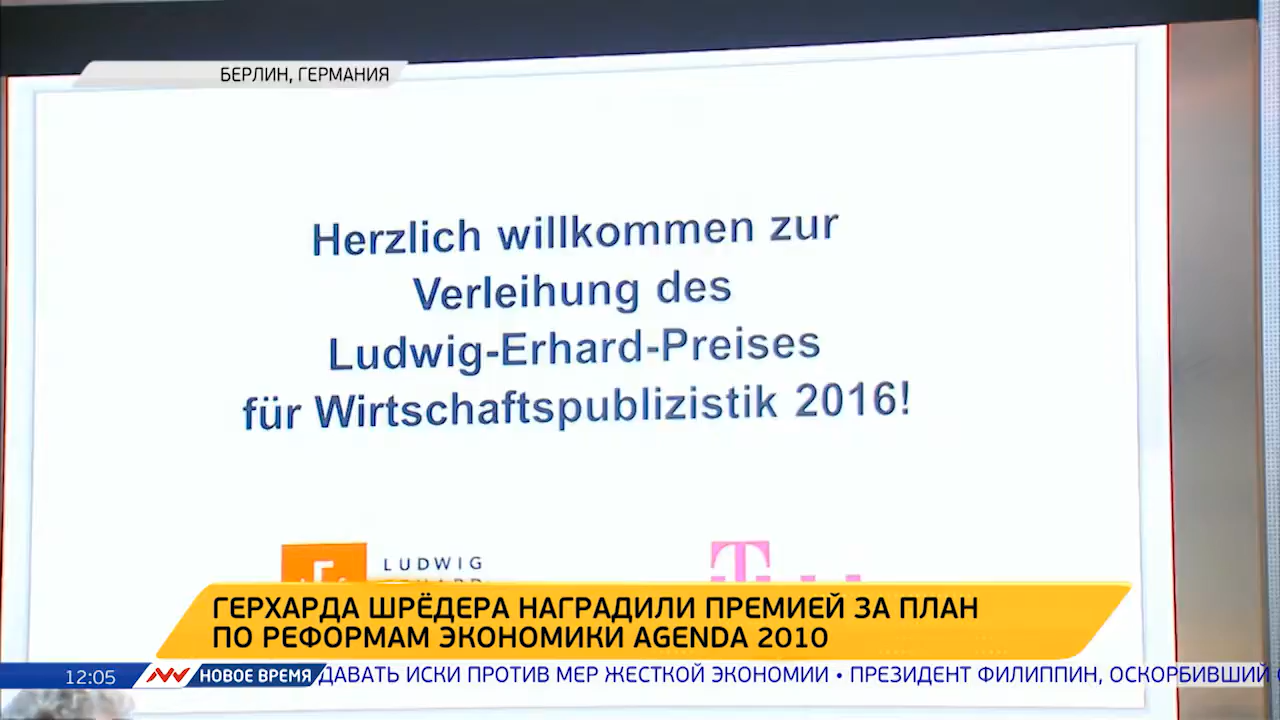 БЕРЛИН, ГЕРМАНИЯ
Herzlich willkommen zur
Verleihung des
Ludwig-Erhard-Preises
für Wirtschaftspublizistik 2016!
LUDWIG
ГЕРХАРДА ШРЁДЕРА НАГРАДИЛИ ПРЕМИЕЙ ЗА ПЛАН
ПО РЕФОРМАМ ЭКОНОМИКИ AGENDA 2010
12:05 НОВОЕ ВРЕМЯ ДАВАТЬ ИСКИ ПРОТИВ МЕР ЖЕСТКОЙ ЭКОНОМИИ • ПРЕЗИДЕНТ ФИЛИППИН, ОСКОРБИВШИЙ